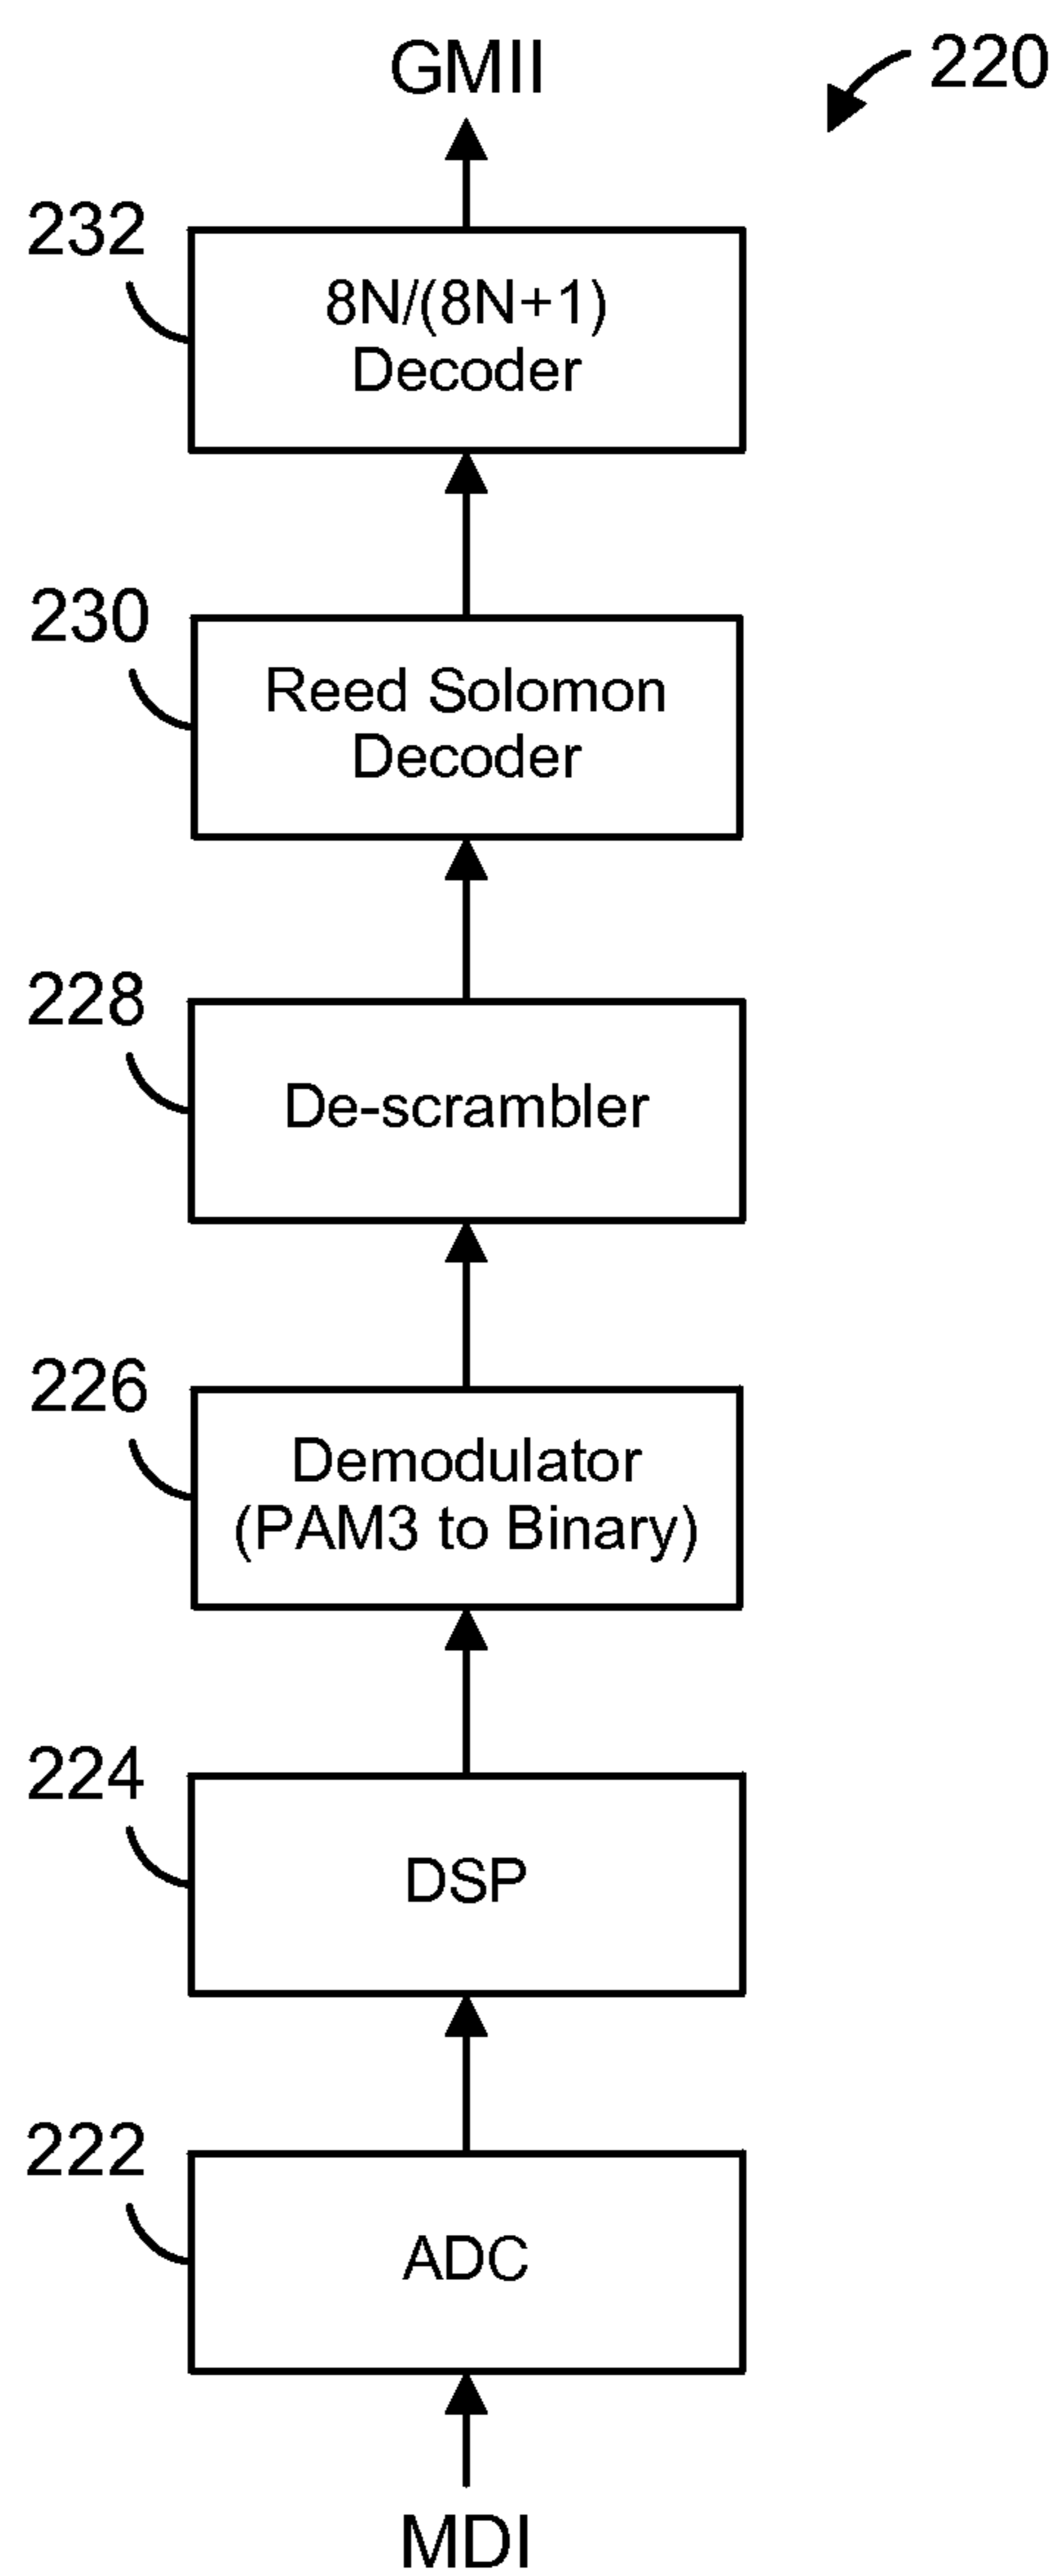 GMII
220
232
8N/(8N+1)
Decoder
230
Reed Solomon
Decoder
228
De-scrambler
226
Demodulator
(PAM3 to Binary)
224
DSP
222
ADC
MDI